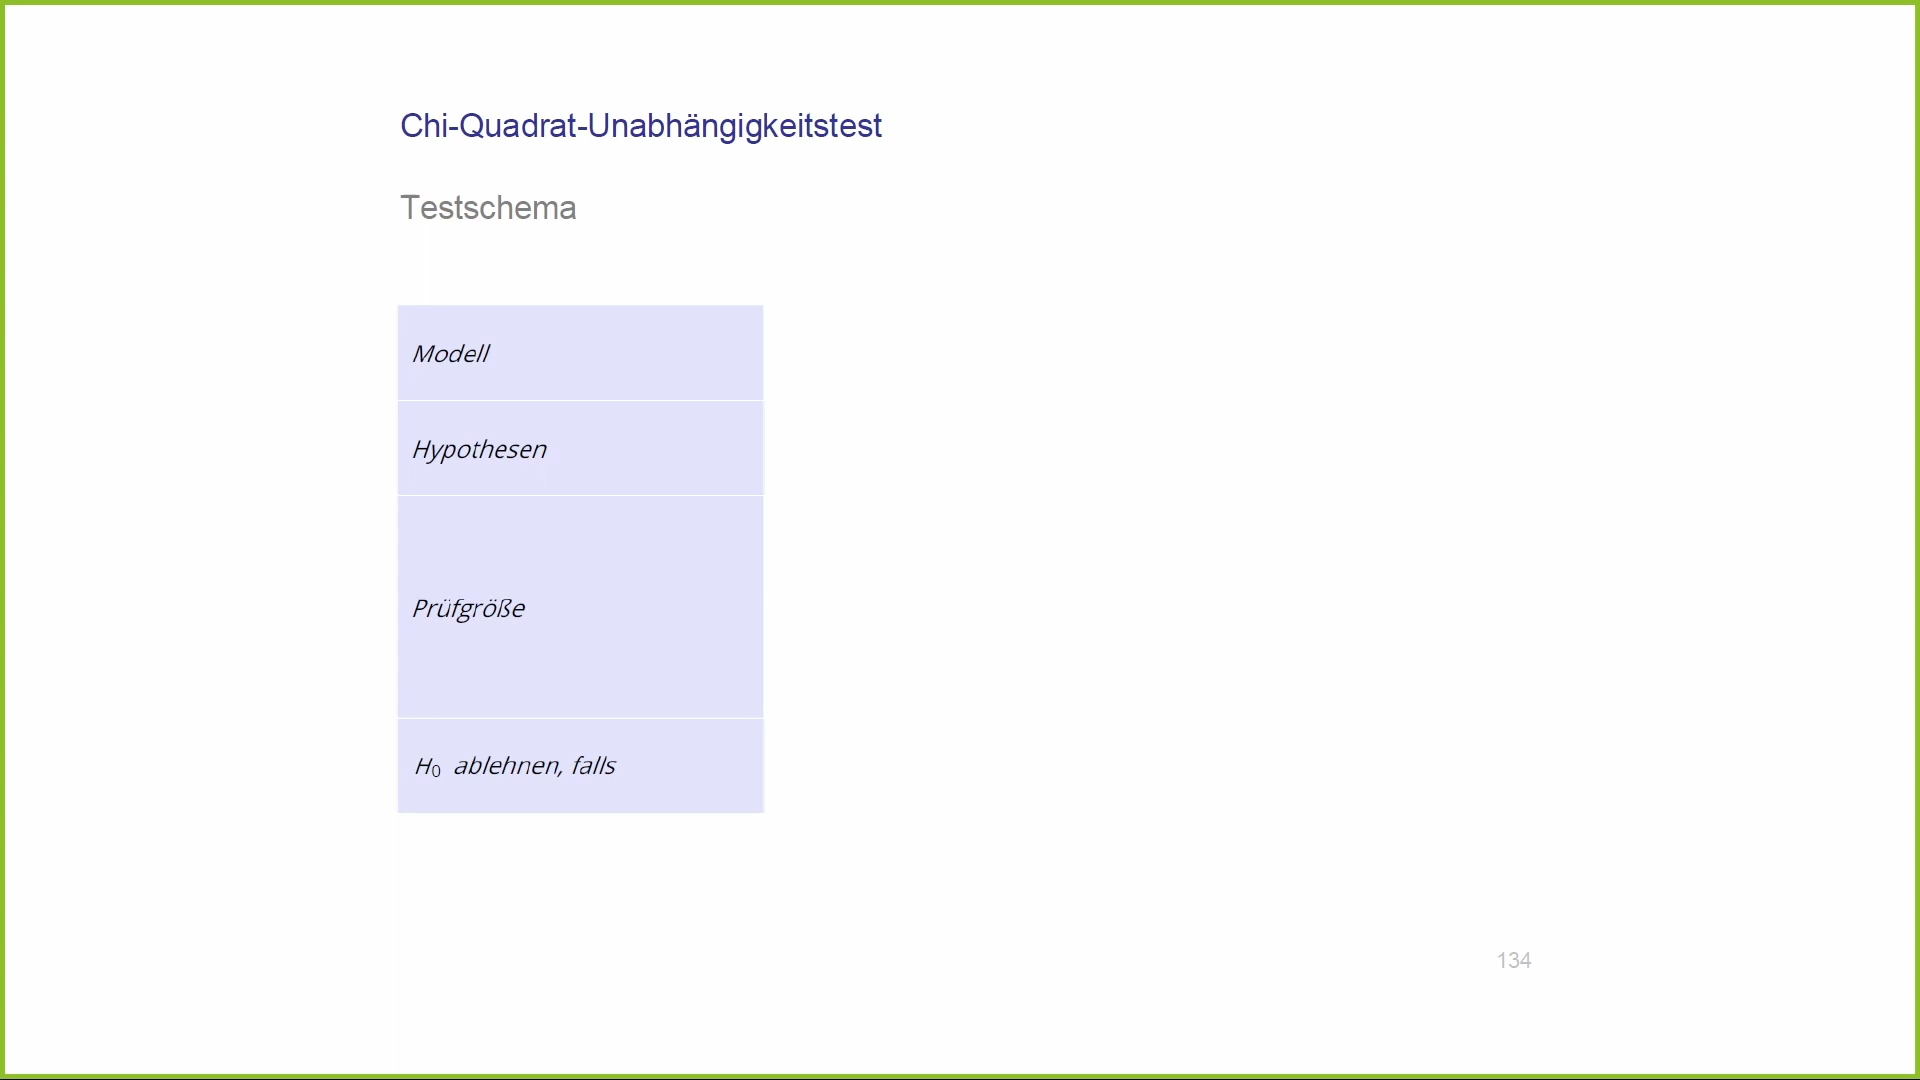 Chi-Quadrat-Unabhängigkeitstest
Testschema
Modell
Hypothesen
Prüfgröße
H₀ ablehnen, falls
134